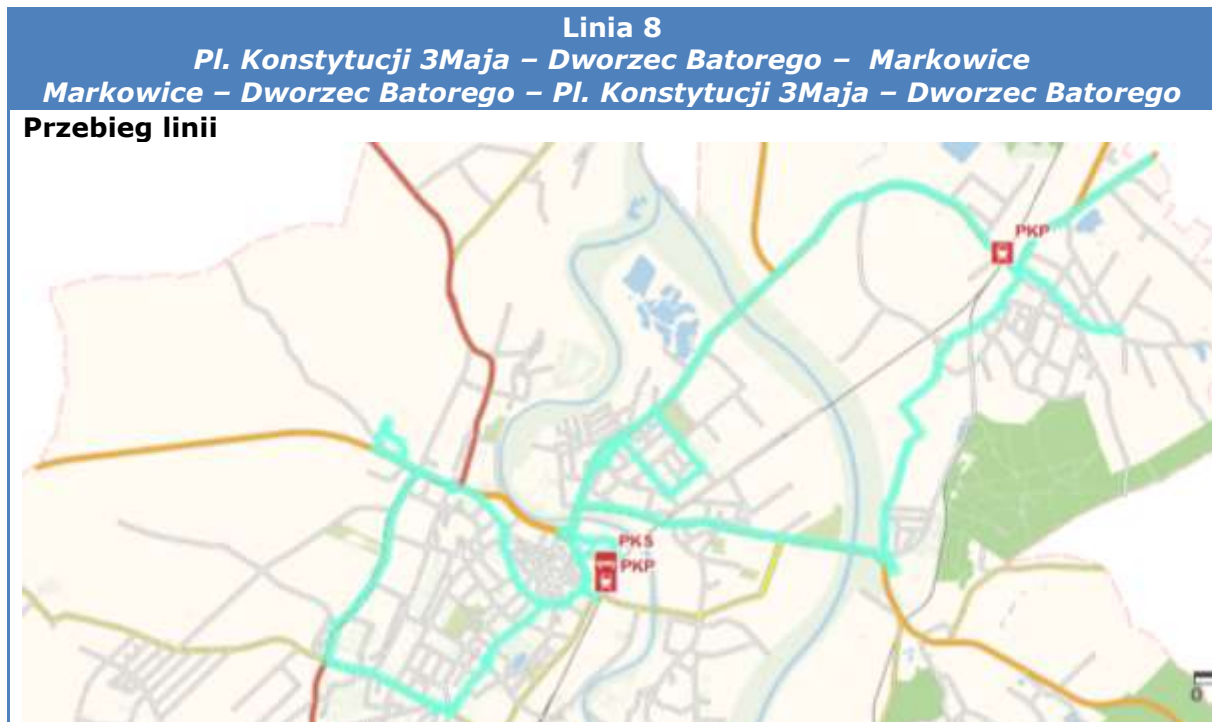 Linia 8
Pl. Konstytucji 3Maja – Dworzec Batorego – Markowice
Markowice – Dworzec Batorego – Pl. Konstytucji 3Maja – Dworzec Batorego
Przebieg linii
PKP
PKS
PKP
0